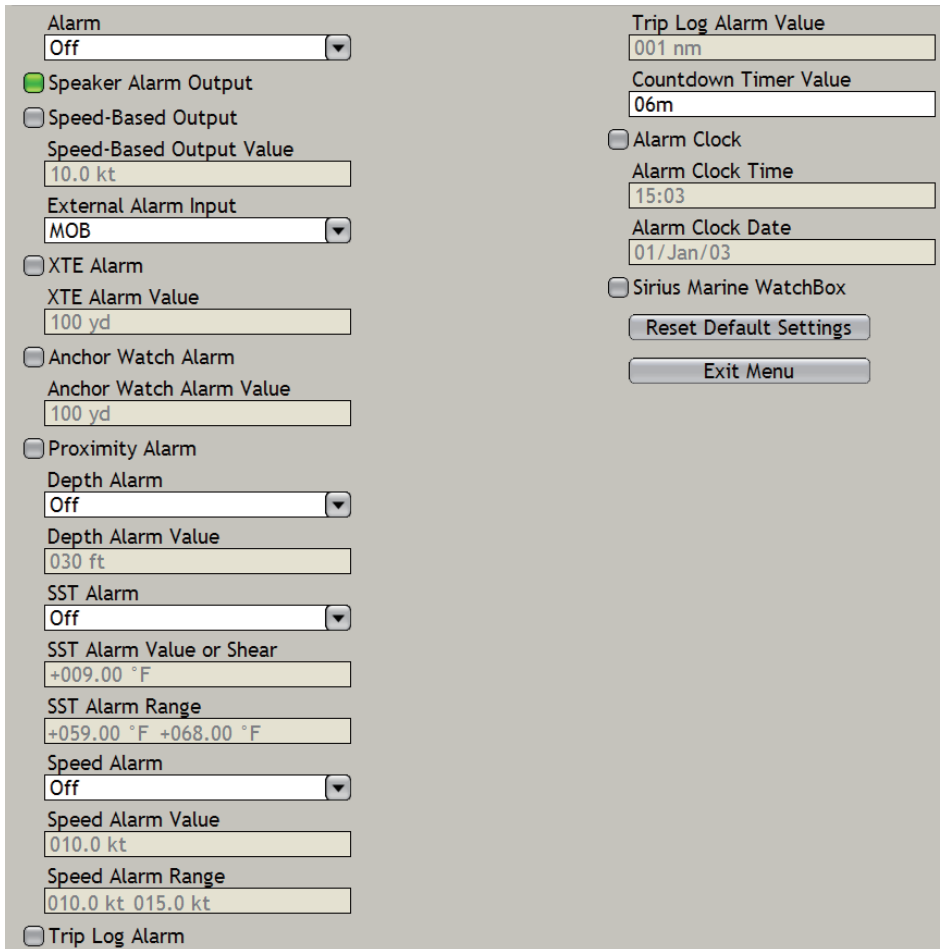 Alarm
Off
Speaker Alarm Output
Speed-Based Output
Speed-Based Output Value
10.0 kt
External Alarm Input
MOB
XTE Alarm
XTE Alarm Value
100 yd
Anchor Watch Alarm
Anchor Watch Alarm Value
100 yd
Proximity Alarm
Depth Alarm
Off
Depth Alarm Value
030 ft
SST Alarm
Off
SST Alarm Value or Shear
+009.00 °F
SST Alarm Range
+059.00 °F +068.00 °F
Speed Alarm
Off
Speed Alarm Value
010.0 kt
Speed Alarm Range
010.0 kt 015.0 kt
Trip Log Alarm
Trip Log Alarm Value
001 nm
Countdown Timer Value
06m
Alarm Clock
Alarm Clock Time
15:03
Alarm Clock Date
01/Jan/03
Sirius Marine WatchBox
Reset Default Settings
Exit Menu